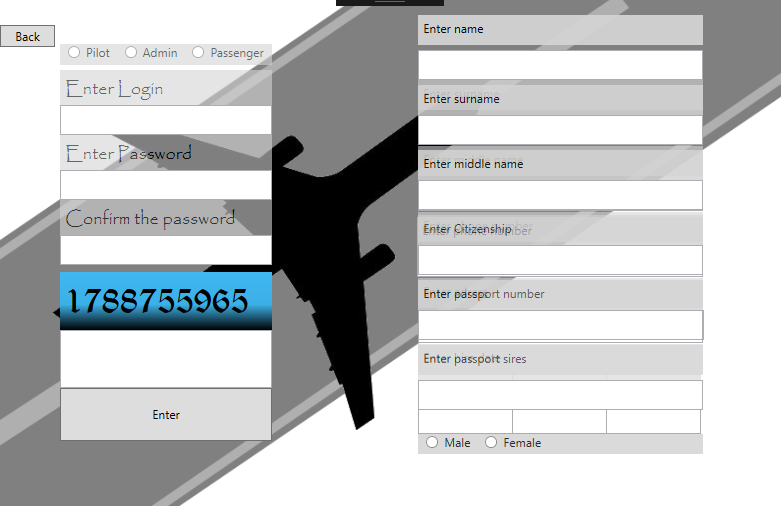 Back
Pilot Admin Passenger
Enter Login
Enter Password
Confirm the password
1788755965
Enter
Enter name
Enter surname
Enter middle name
Enter Citizenship
Enter passport number
Enter passport sires
Male Female